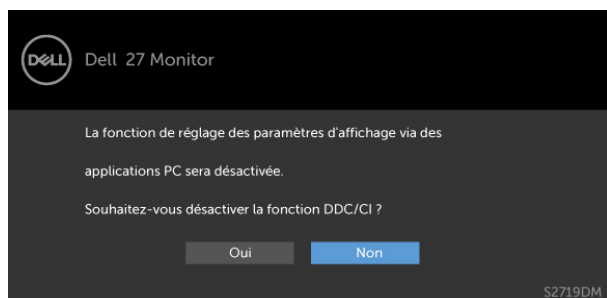 DELL
Dell 27 Monitor
La fonction de réglage des paramètres d'affichage via des
applications PC sera désactivée.
Souhaitez-vous désactiver la fonction DDC/CI ?
Oui Non
S2719DM